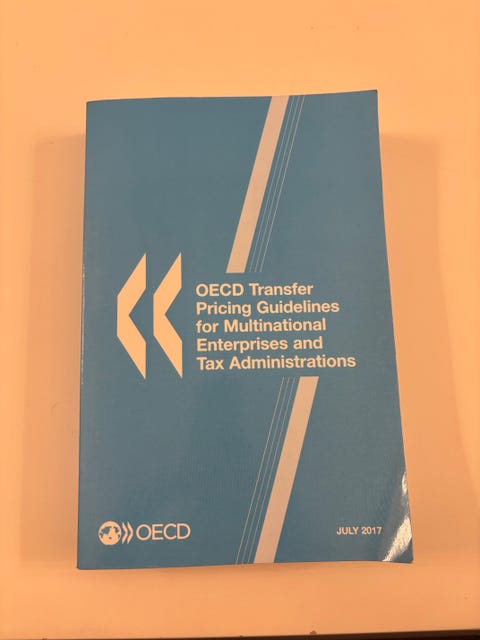 OECD Transfer
Pricing Guidelines
for Multinational
Enterprises and
Tax Administrations
OECD
JULY 2017